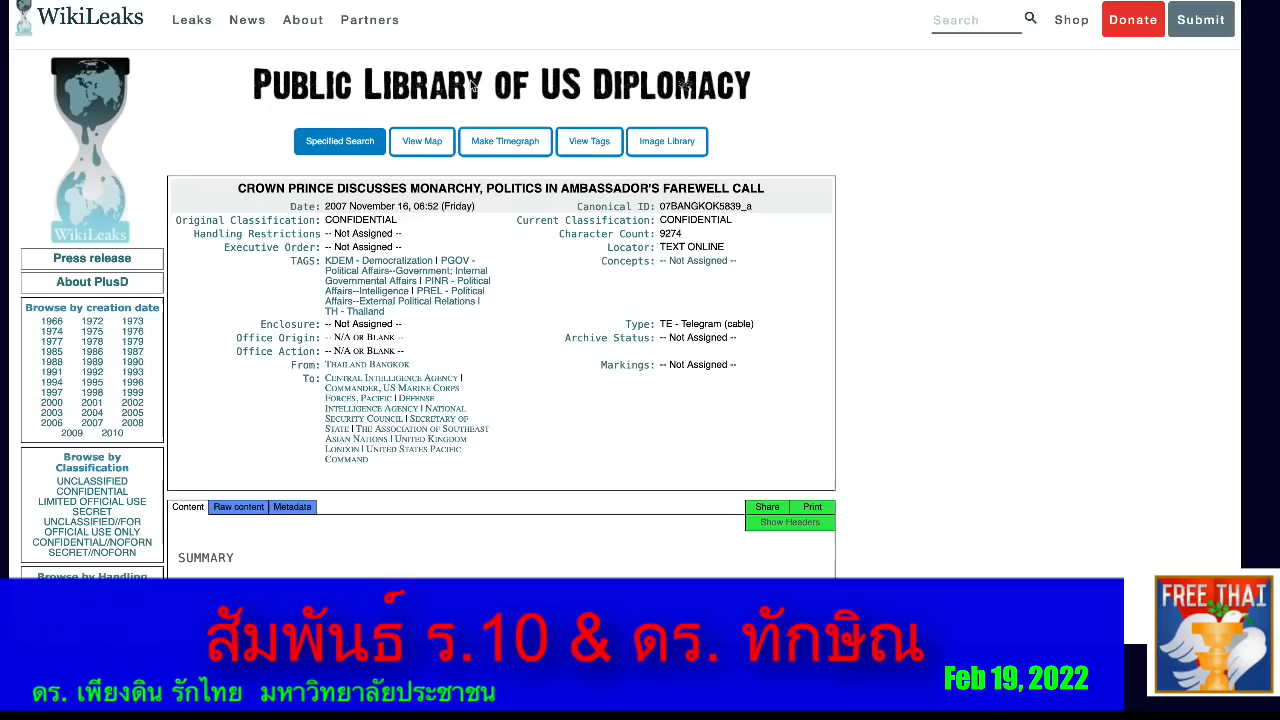 WikiLeaks
Leaks News About Partners
Search
Shop Donate Submit
WikiLeaks
PUBLIC LIBRARY OF US DIPLOMACY
Specified Search View Map Make Timegraph View Tags Image Library
CROWN PRINCE DISCUSSES MONARCHY, POLITICS IN AMBASSADOR'S FAREWELL CALL
Date: 2007 November 16, 06:52 (Friday) Canonical ID: 07BANGKOK5839_a
Original Classification: CONFIDENTIAL Current Classification: CONFIDENTIAL
Handling Restrictions -- Not Assigned -- Character Count: 9274
Executive Order: -- Not Assigned -- Locator: TEXT ONLINE
TAGS: KDEM - Democratization | PGOV - Concepts: -- Not Assigned --
Political Affairs--Government; Internal
Governmental Affairs | PINR - Political
Affairs--Intelligence | PREL - Political
Affairs--External Political Relations |
TH - Thailand
Enclosure: -- Not Assigned -- Type: TE - Telegram (cable)
Office Origin: -- N/A OR BLANK -- Archive Status: -- Not Assigned --
Office Action: -- N/A OR BLANK --
From: THAILAND BANGKOK Markings: -- Not Assigned --
To: CENTRAL INTELLIGENCE AGENCY |
COMMANDER, US MARINE CORPS
FORCES, PACIFIC | DEFENSE
INTELLIGENCE AGENCY | NATIONAL
SECURITY COUNCIL | SECRETARY OF
STATE | THE ASSOCIATION OF SOUTHEAST
ASIAN NATIONS | UNITED KINGDOM
LONDON | UNITED STATES PACIFIC
COMMAND
Press release
About PlusD
Browse by creation date
1966 1972 1973
1974 1975 1976
1977 1978 1979
1985 1986 1987
1988 1989 1990
1991 1992 1993
1994 1995 1996
1997 1998 1999
2000 2001 2002
2003 2004 2005
2006 2007 2008
2009 2010
Browse by
Classification
UNCLASSIFIED
CONFIDENTIAL
LIMITED OFFICIAL USE
SECRET
UNCLASSIFIED//FOR
OFFICIAL USE ONLY
CONFIDENTIAL//NOFORN
SECRET//NOFORN
Browse by Handling
Content Raw content Metadata Share Print
Show Headers
SUMMARY
สัมพันธ์ ร.10 & ดร. ทักษิณ
ดร. เพียงดิน รักไทย มหาวิทยาลัยประชาชน
Feb 19, 2022
FREE THAI